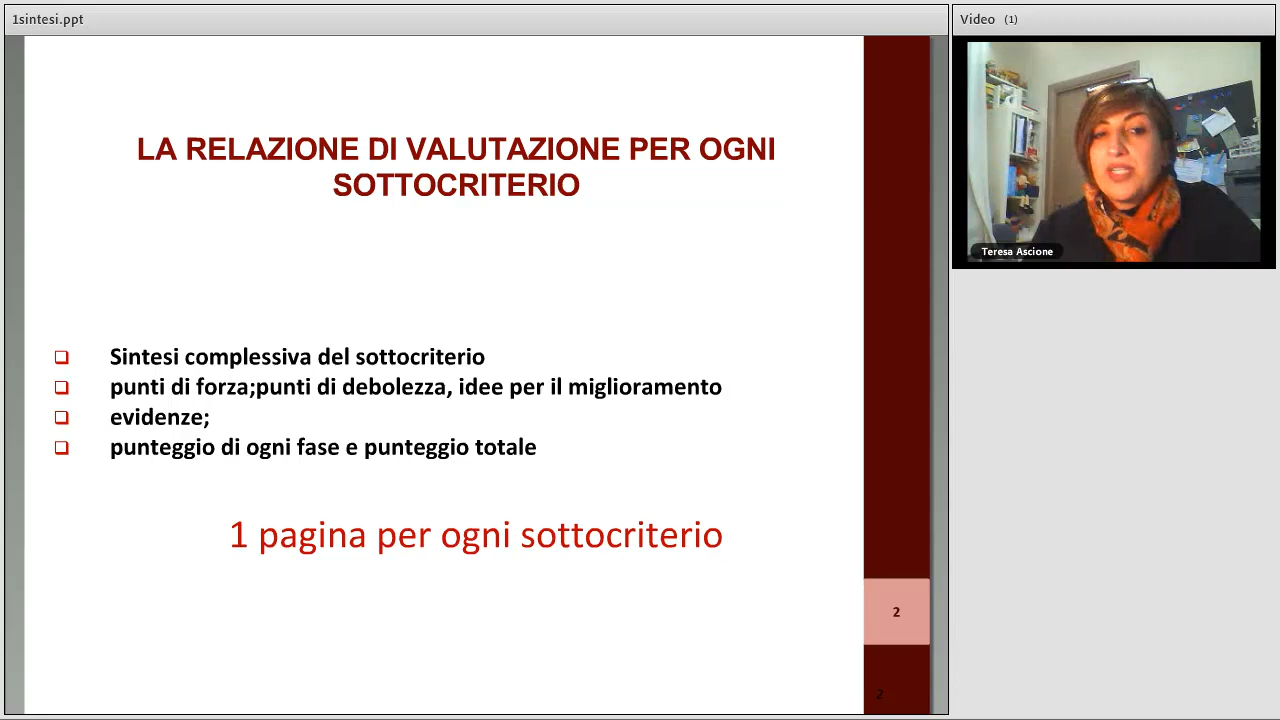 1sintesi.ppt
Video (1)
LA RELAZIONE DI VALUTAZIONE PER OGNI
SOTTOCRITERIO
Teresa Ascione
Sintesi complessiva del sottocriterio
punti di forza;punti di debolezza, idee per il miglioramento
evidenze;
punteggio di ogni fase e punteggio totale
1 pagina per ogni sottocriterio
2
2